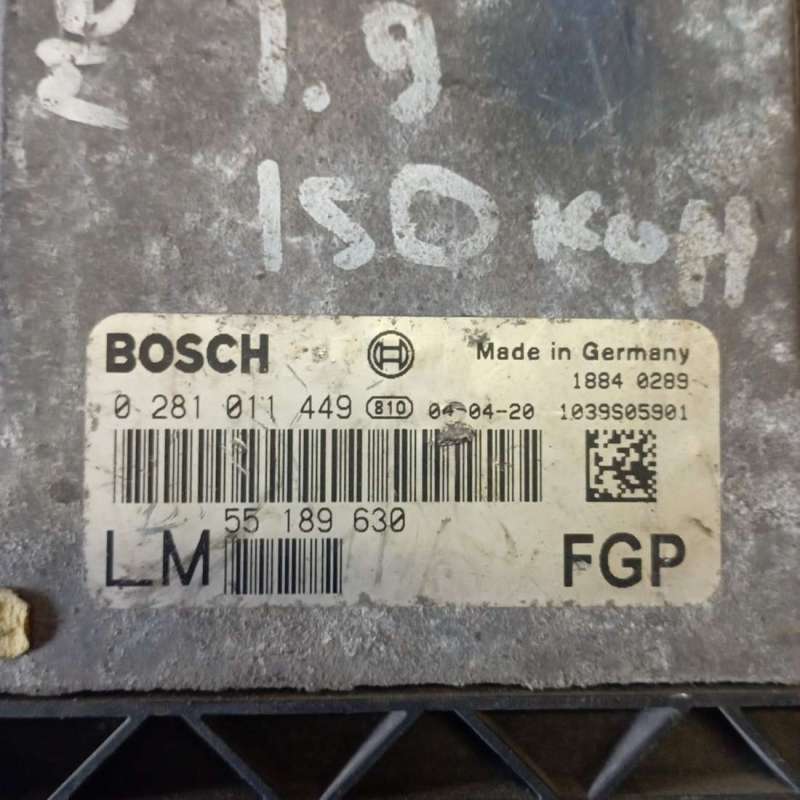 1.9
150 кон
BOSCH Made in Germany
1884 0289
0 281 011 449 810 04-04-20 1039S05901
55 189 630
LM FGP